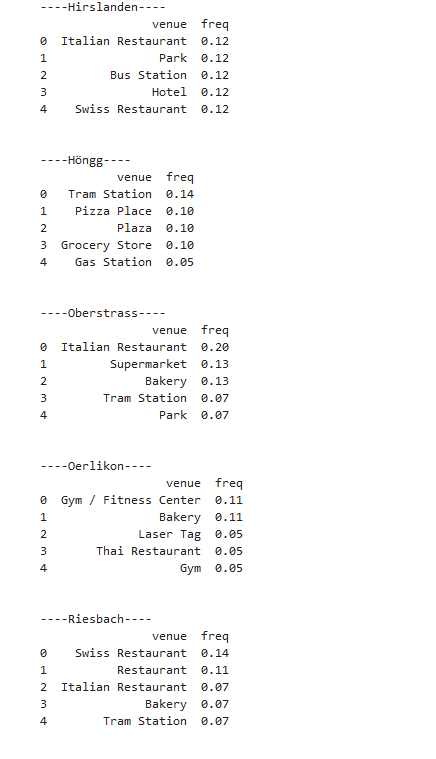 ----Hirslanden----
                venue  freq
0  Italian Restaurant  0.12
1                Park  0.12
2         Bus Station  0.12
3               Hotel  0.12
4    Swiss Restaurant  0.12
----Höngg----
           venue  freq
0   Tram Station  0.14
1    Pizza Place  0.10
2          Plaza  0.10
3  Grocery Store  0.10
4    Gas Station  0.05
----Oberstrass----
                venue  freq
0  Italian Restaurant  0.20
1         Supermarket  0.13
2              Bakery  0.13
3        Tram Station  0.07
4                Park  0.07
----Oerlikon----
                  venue  freq
0  Gym / Fitness Center  0.11
1                Bakery  0.11
2             Laser Tag  0.05
3       Thai Restaurant  0.05
4                   Gym  0.05
----Riesbach----
                venue  freq
0    Swiss Restaurant  0.14
1          Restaurant  0.11
2  Italian Restaurant  0.07
3              Bakery  0.07
4        Tram Station  0.07